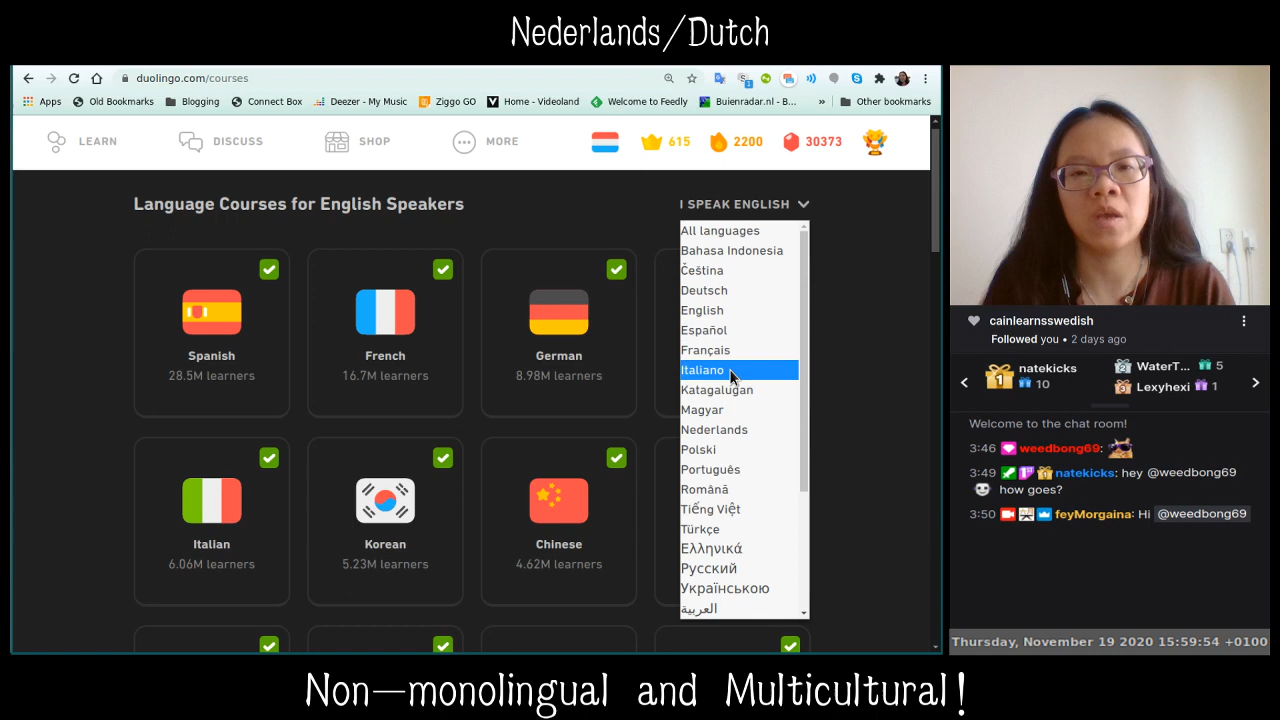 Nederlands/Dutch
duolingo.com/courses
Apps Old Bookmarks Blogging Connect Box Deezer - My Music Ziggo GO Home - Videoland Welcome to Feedly Buienradar.nl - B... » Other bookmarks
LEARN DISCUSS SHOP MORE 615 2200 30373
Language Courses for English Speakers
I SPEAK ENGLISH
All languages
Bahasa Indonesia
Čeština
Deutsch
English
Español
Français
Italiano
Katagalugan
Magyar
Nederlands
Polski
Português
Română
Tiếng Việt
Türkçe
Ελληνικά
Русский
Українською
العربية
Spanish
28.5M learners
French
16.7M learners
German
8.98M learners
Italian
6.06M learners
Korean
5.23M learners
Chinese
4.62M learners
cainlearnsswedish
Followed you • 2 days ago
natekicks
10
WaterT... 5
Lexyhexi 1
Welcome to the chat room!
3:46 weedbong69:
3:49 natekicks: hey @weedbong69
how goes?
3:50 feyMorgaina: Hi @weedbong69
Thursday, November 19 2020 15:59:54 +0100
Non-monolingual and Multicultural!